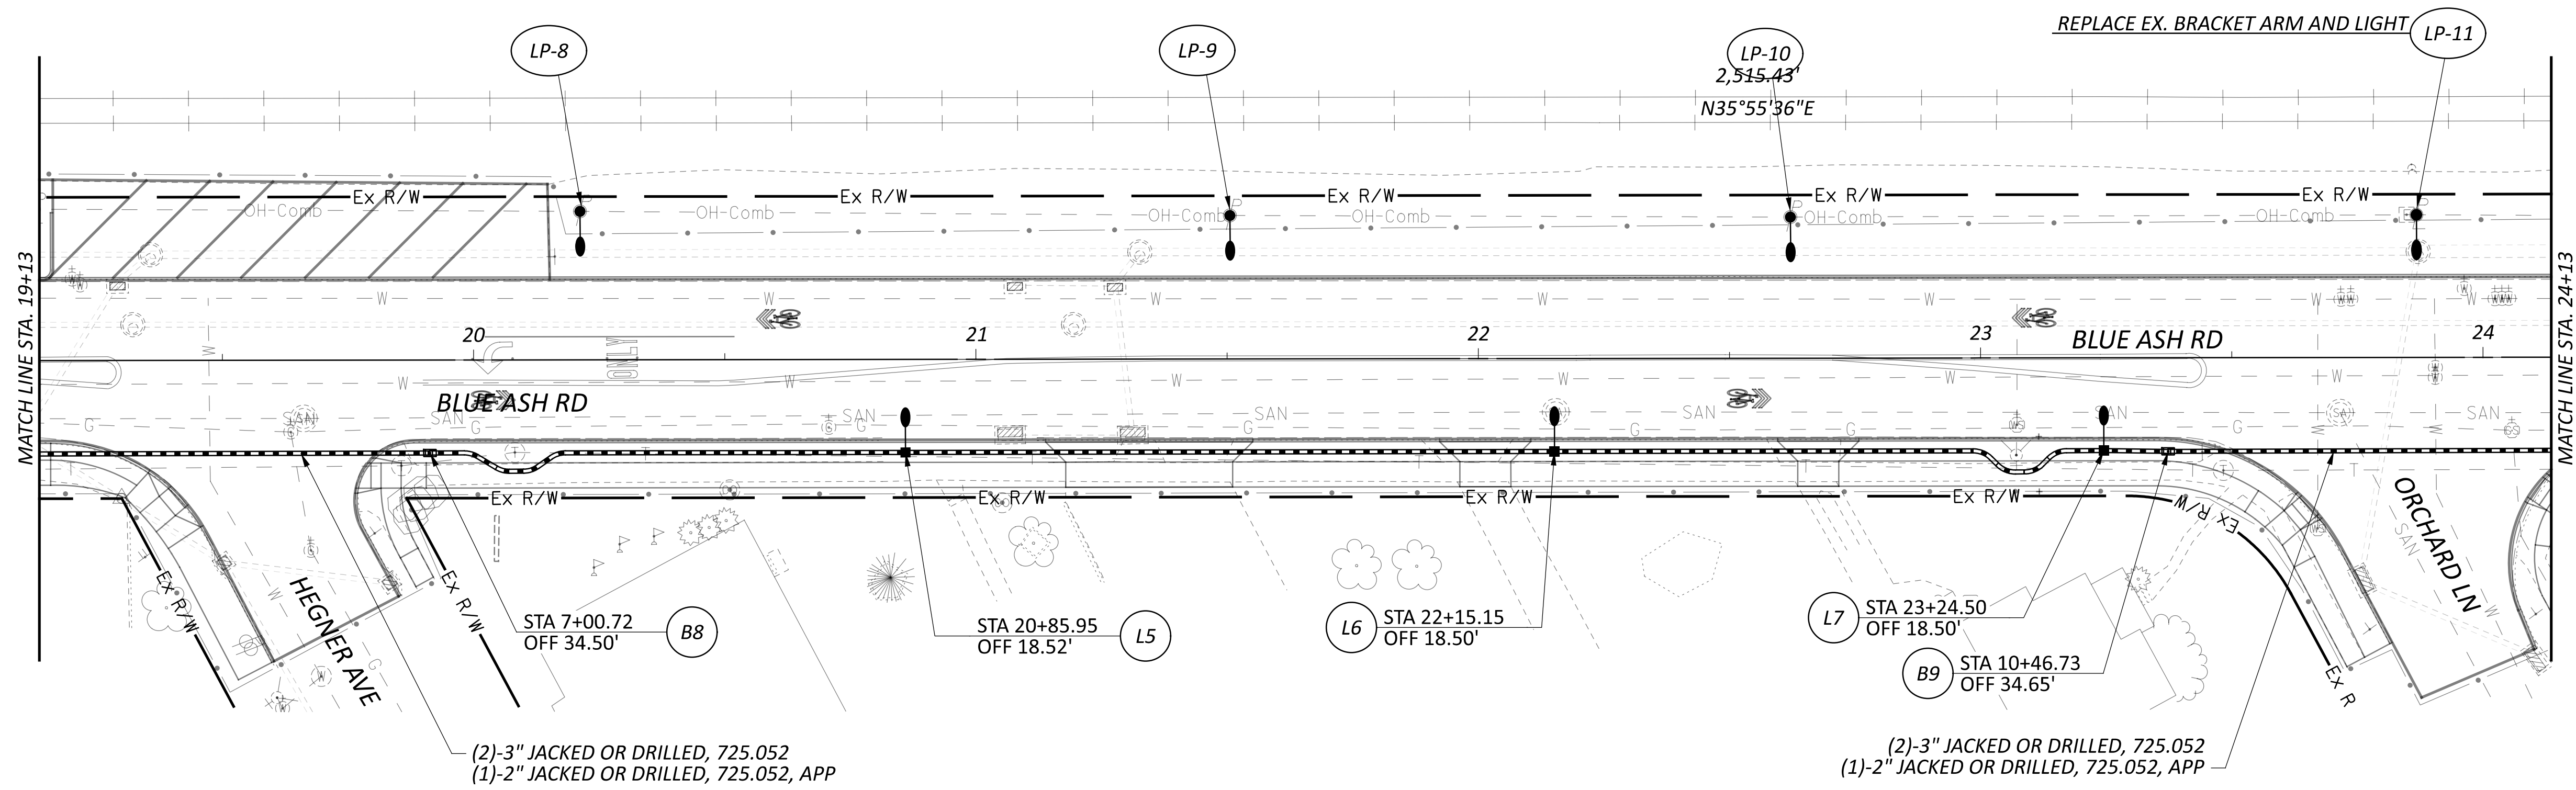 REPLACE EX. BRACKET ARM AND LIGHT
LP-8
LP-9
LP-10
LP-11
2,515.43'
N35°55'36"E
Ex R/W
Ex R/W
Ex R/W
Ex R/W
Ex R/W
OH-Comb
OH-Comb
OH-Comb
OH-Comb
OH-Comb
OH-Comb
MATCH LINE STA. 19+13
MATCH LINE STA. 24+13
W
W
W
W
W
W
20
21
22
23
24
ONLY
BLUE ASH RD
BLUE ASH RD
W
W
W
W
W
W
SAN
SAN
SAN
SAN
SAN
SAN
SAN
G
G
G
G
G
G
G
Ex R/W
Ex R/W
Ex R/W
Ex R/W
Ex R/W
Ex R/W
Ex R/W
Ex R
HEGNER AVE
ORCHARD LN
SAN
STA 7+00.72
OFF 34.50'
B8
STA 20+85.95
OFF 18.52'
L5
L6
STA 22+15.15
OFF 18.50'
L7
STA 23+24.50
OFF 18.50'
B9
STA 10+46.73
OFF 34.65'
(2)-3" JACKED OR DRILLED, 725.052
(1)-2" JACKED OR DRILLED, 725.052, APP
(2)-3" JACKED OR DRILLED, 725.052
(1)-2" JACKED OR DRILLED, 725.052, APP